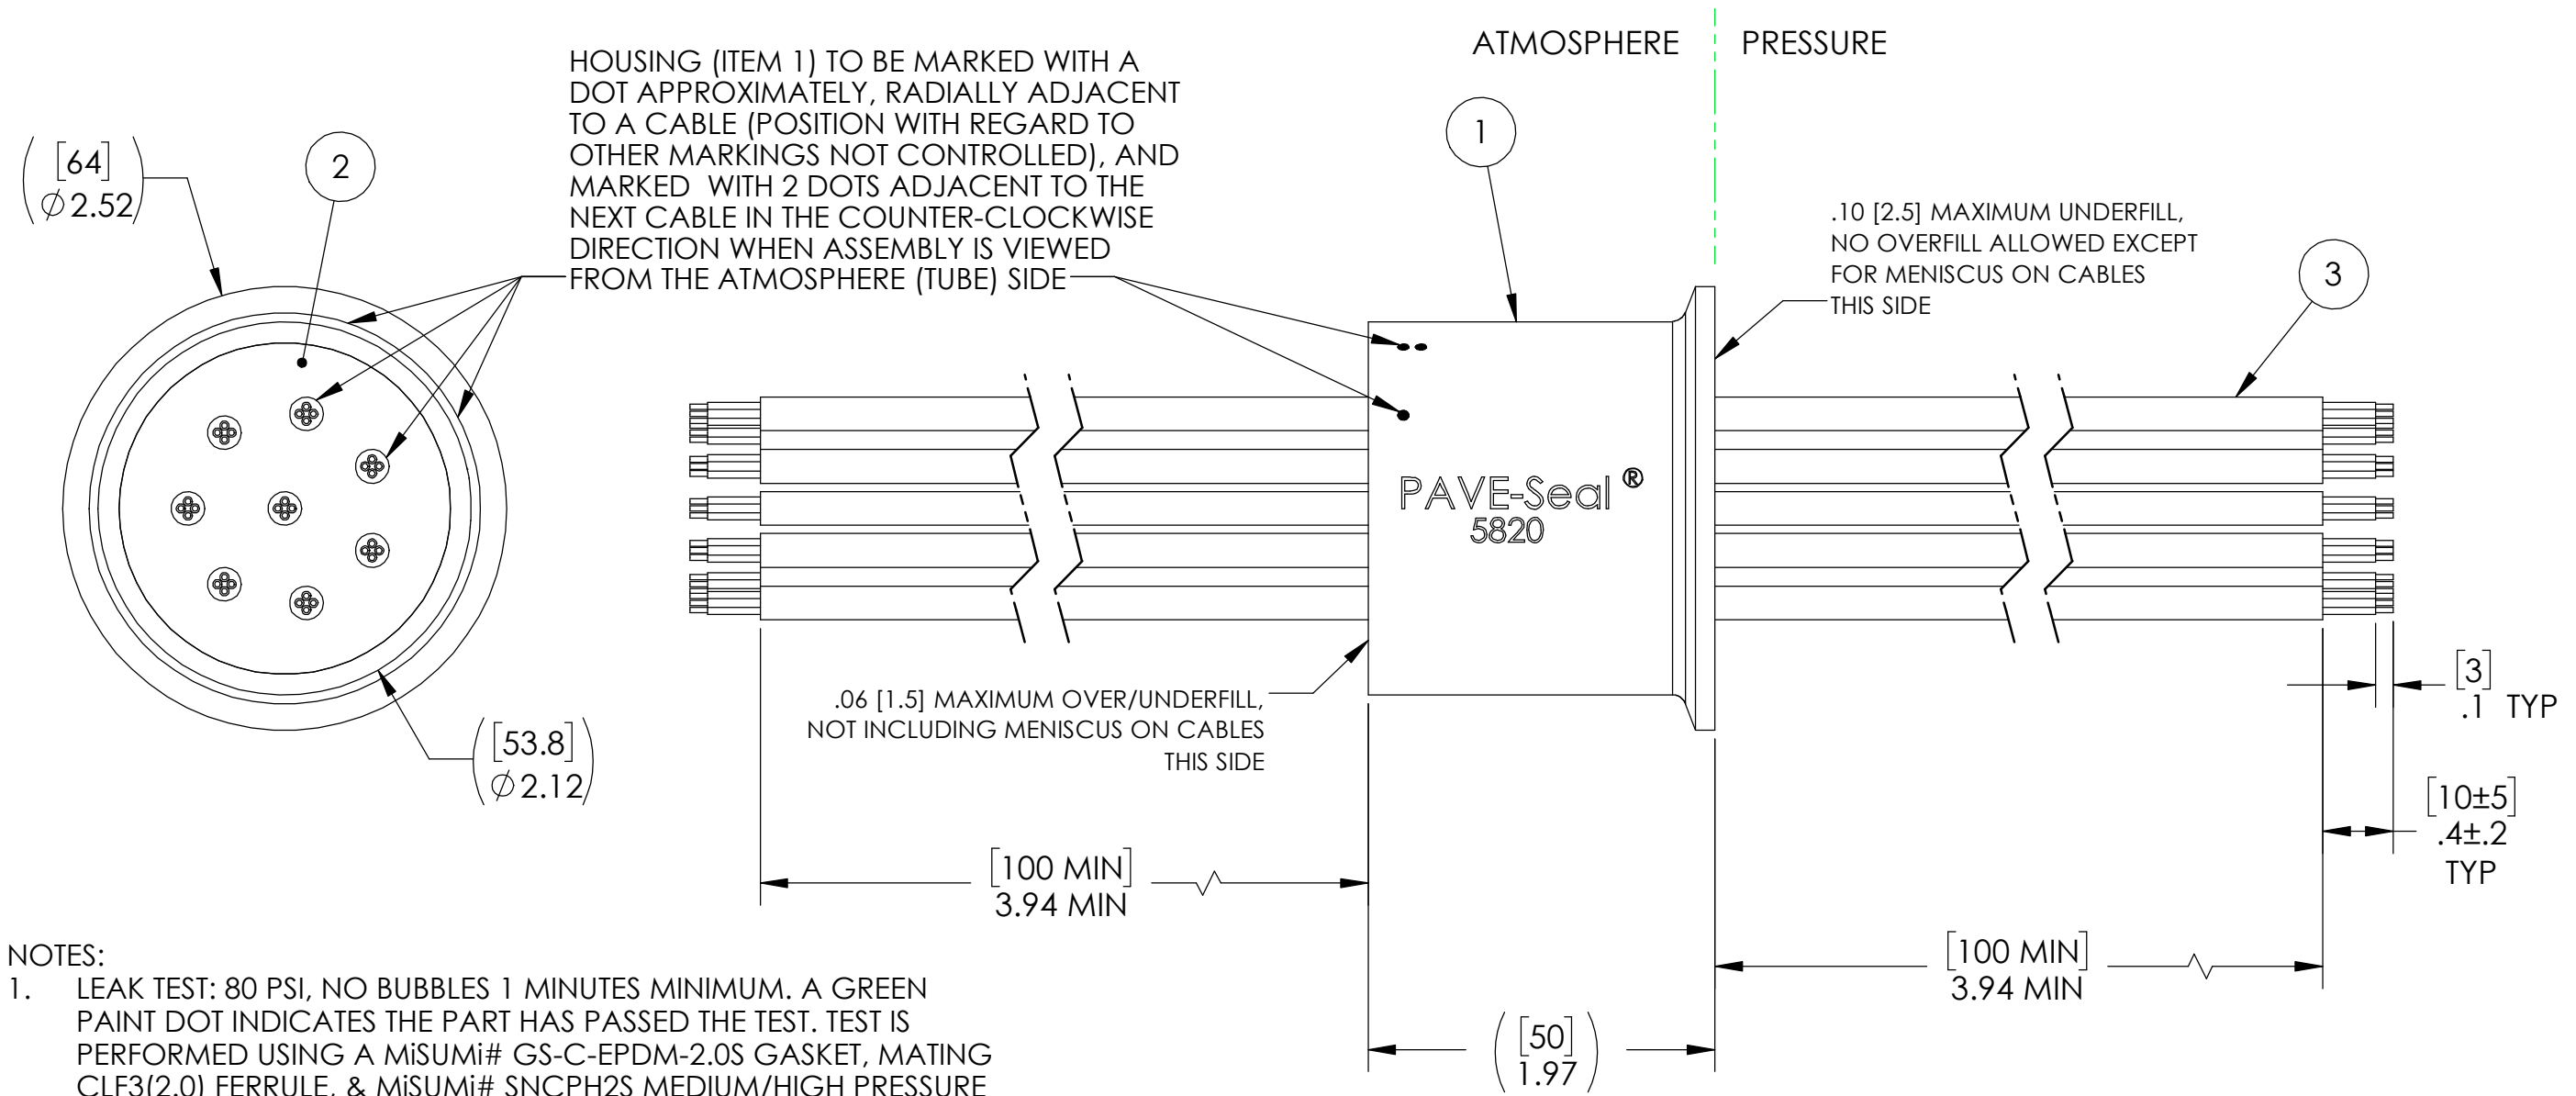 ATMOSPHERE
PRESSURE
HOUSING (ITEM 1) TO BE MARKED WITH A
DOT APPROXIMATELY, RADIALLY ADJACENT
TO A CABLE (POSITION WITH REGARD TO
OTHER MARKINGS NOT CONTROLLED), AND
MARKED  WITH 2 DOTS ADJACENT TO THE
NEXT CABLE IN THE COUNTER-CLOCKWISE
DIRECTION WHEN ASSEMBLY IS VIEWED
FROM THE ATMOSPHERE (TUBE) SIDE
[64]
∅2.52
2
1
.10 [2.5] MAXIMUM UNDERFILL,
NO OVERFILL ALLOWED EXCEPT
FOR MENISCUS ON CABLES
THIS SIDE
3
PAVE-Seal ®
5820
.06 [1.5] MAXIMUM OVER/UNDERFILL,
NOT INCLUDING MENISCUS ON CABLES
THIS SIDE
[53.8]
∅2.12
[3]
.1 TYP
[10±5]
.4±.2
TYP
[100 MIN]
3.94 MIN
[100 MIN]
3.94 MIN
[50]
1.97
NOTES:
1. LEAK TEST: 80 PSI, NO BUBBLES 1 MINUTES MINIMUM. A GREEN
PAINT DOT INDICATES THE PART HAS PASSED THE TEST. TEST IS
PERFORMED USING A MiSUMi# GS-C-EPDM-2.0S GASKET, MATING
CLF3(2.0) FERRULE, & MiSUMi# SNCPH2S MEDIUM/HIGH PRESSURE